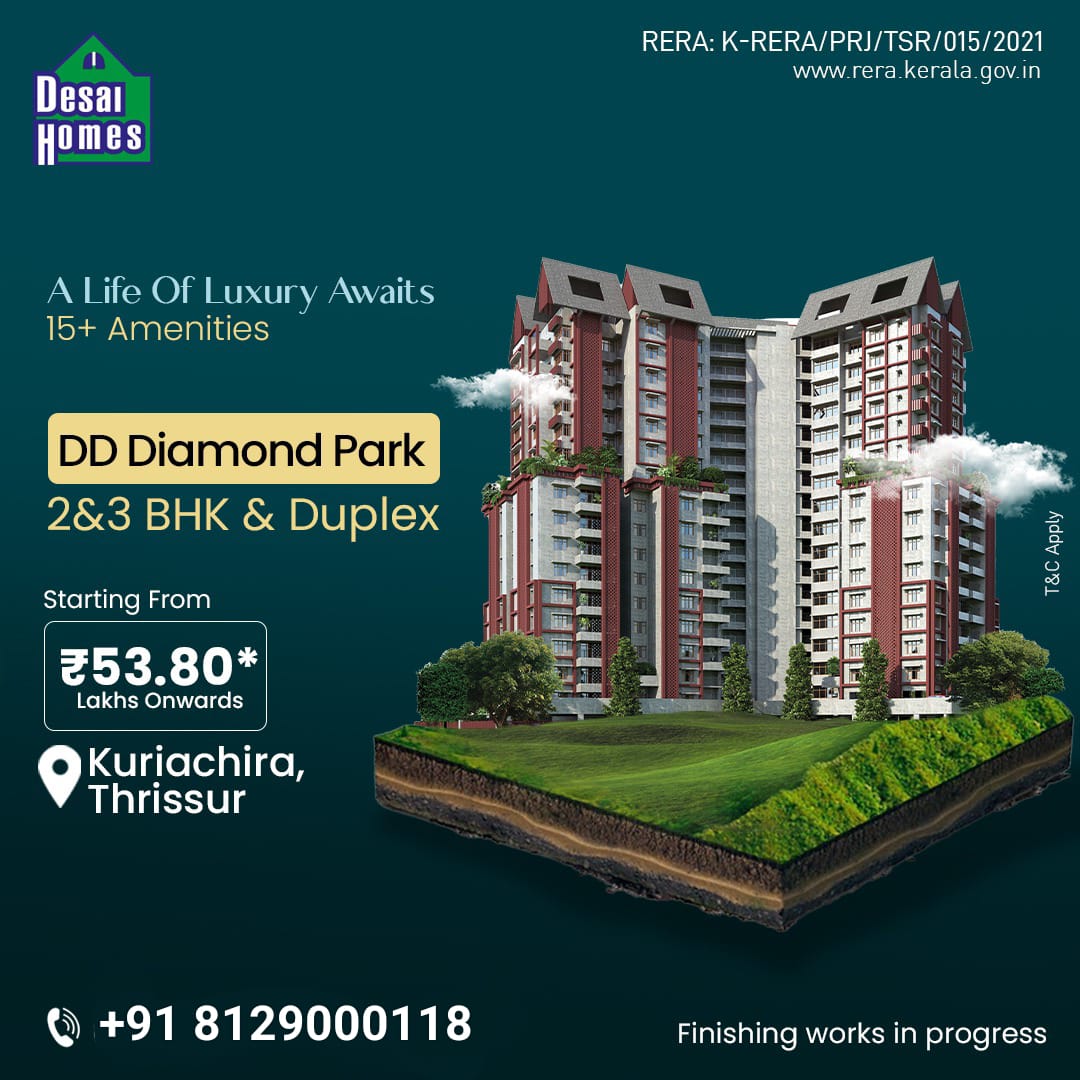 Desai
Homes
RERA: K-RERA/PRJ/TSR/015/2021
www.rera.kerala.gov.in
A Life Of Luxury Awaits
15+ Amenities
DD Diamond Park
2&3 BHK & Duplex
Starting From
₹53.80*
Lakhs Onwards
Kuriachira,
Thrissur
T&C Apply
+91 8129000118
Finishing works in progress